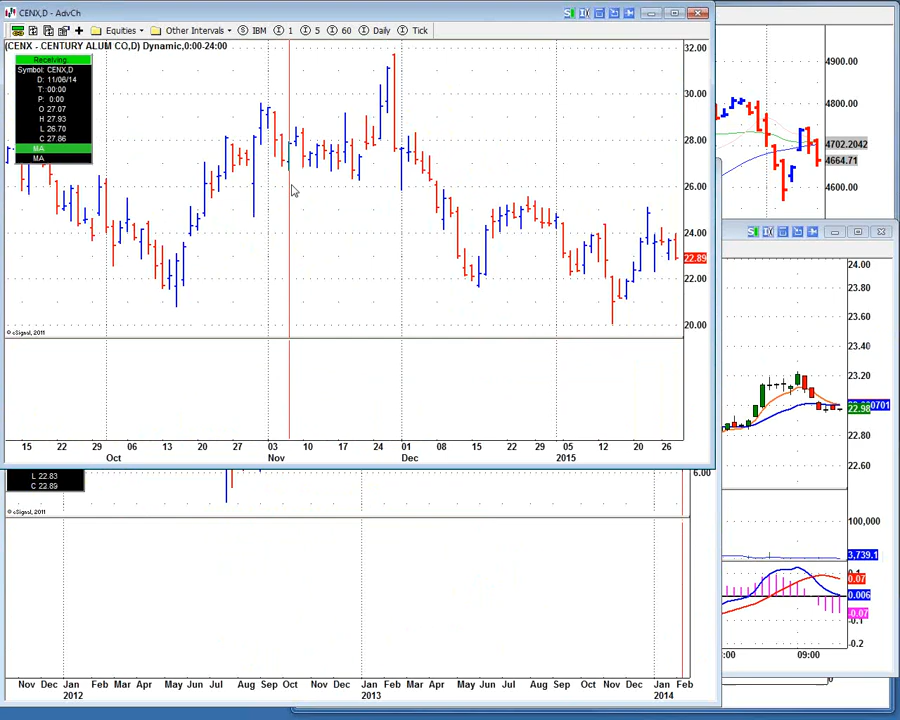 CENX,D - AdvCh
Equities Other Intervals S IBM I 1 I 5 I 60 I Daily I Tick
(CENX - CENTURY ALUM CO,D) Dynamic,0:00-24:00
Receiving
Symbol: CENX,D
D: 11/06/14
T: 00:00
P: 0:00
O 27.07
H 27.93
L 26.70
C 27.86
MA
MA
32.00
30.00
28.00
26.00
24.00
22.89
22.00
20.00
© eSignal, 2011
15 22 29 06 13 20 27 03 10 17 24 01 08 15 22 29 05 12 20 26
Oct Nov Dec 2015
L 22.83
C 22.89
6.00
© eSignal, 2011
Nov Dec Jan Feb Mar Apr May Jun Jul Aug Sep Oct Nov Dec Jan Feb Mar Apr May Jun Jul Aug Sep Oct Nov Dec Jan Feb
2012 2013 2014
4900.00
4800.00
4702.2042
4664.71
4600.00
24.00
23.60
23.40
23.20
22.98
22.80
22.60
100,000
3,739.1
0.1
0.07
0.006
-0.07
-0.1
-0.2
:00 09:00